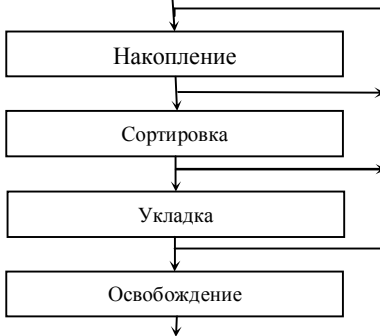 Накопление
Сортировка
Укладка
Освобождение